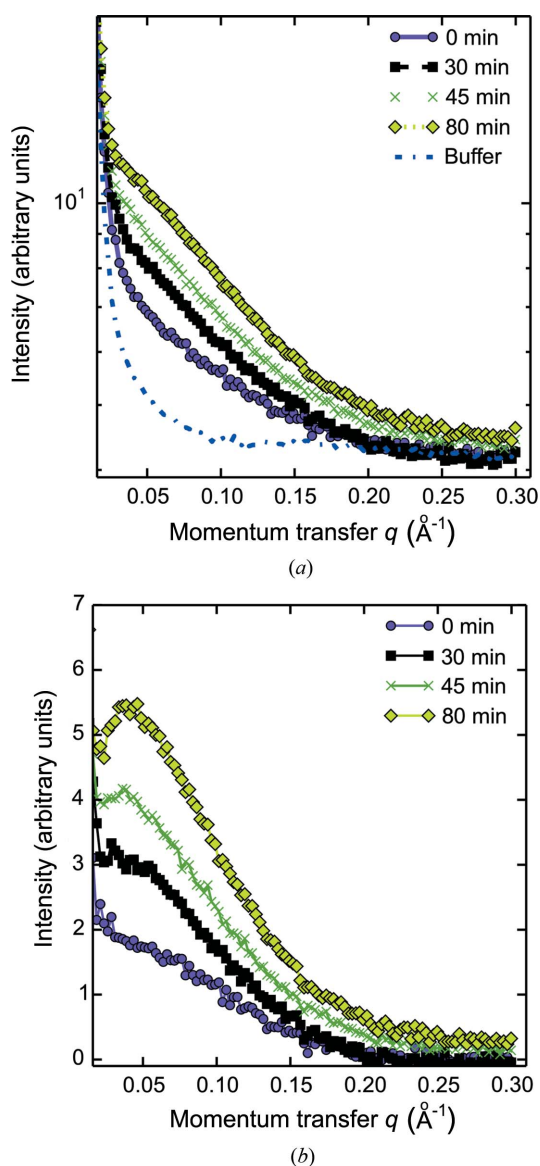 0 min
30 min
45 min
80 min
Buffer
10¹
Intensity (arbitrary units)
0.05 0.10 0.15 0.20 0.25 0.30
Momentum transfer q (Å⁻¹)
(a)
7
6
5
4
3
2
1
0
0 min
30 min
45 min
80 min
Intensity (arbitrary units)
0.05 0.10 0.15 0.20 0.25 0.30
Momentum transfer q (Å⁻¹)
(b)